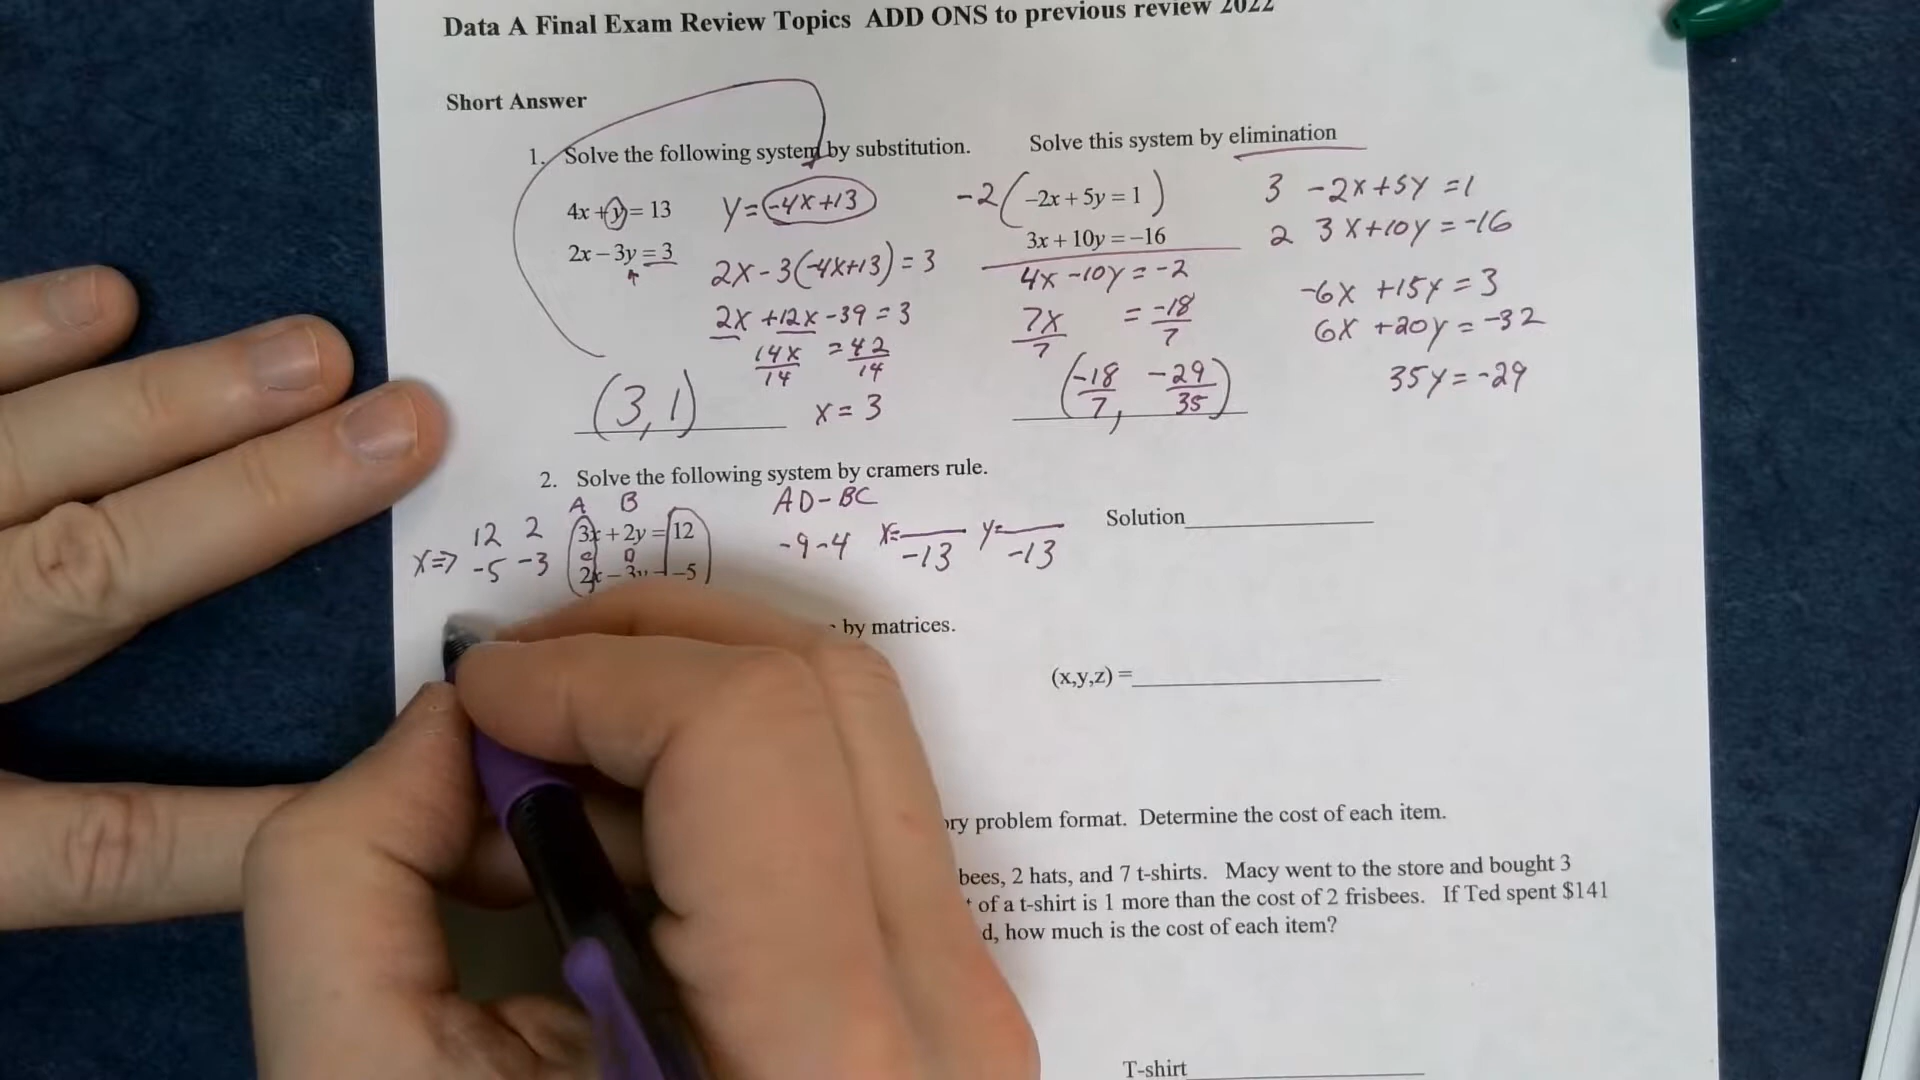 Data A Final Exam Review Topics ADD ONS to previous review 2022
Short Answer
1. Solve the following system by substitution.
4x + y = 13
2x – 3y = 3
y = -4x+13
2x - 3(-4x+13) = 3
2x +12x -39 = 3
14x = 42
14 14
x = 3
(3,1)
Solve this system by elimination
-2(–2x + 5y = 1)
3x + 10y = –16
4x -10y = -2
7x = -18
7 7
(-18/7, -29/35)
3 -2x+5y =1
2 3x+10y = -16
-6x +15y = 3
6x +20y = -32
35y = -29
2. Solve the following system by cramers rule.
A B
3x + 2y = 12
C D
2x – 3y = –5
x⇒ 12 2
-5 -3
AD - BC
-9-4
x= -13 y= -13
Solution
by matrices.
(x,y,z) =
problem format. Determine the cost of each item.
2 hats, and 7 t-shirts. Macy went to the store and bought 3
of a t-shirt is 1 more than the cost of 2 frisbees. If Ted spent $141
how much is the cost of each item?
T-shirt